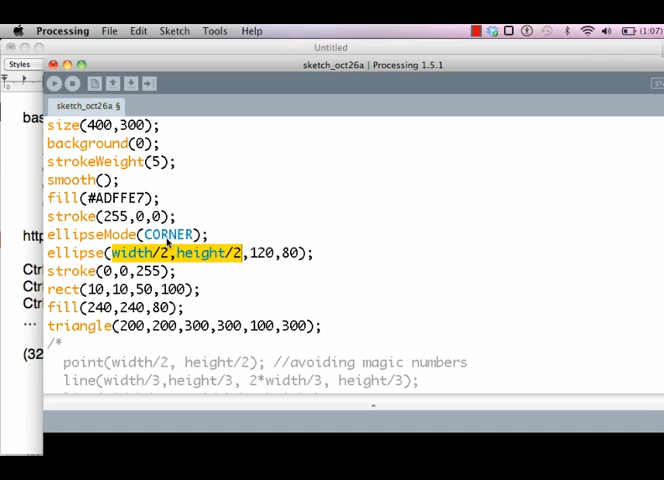 Processing File Edit Sketch Tools Help (1:07)
Untitled
Styles
sketch_oct26a | Processing 1.5.1
sketch_oct26a §
bas
size(400,300);
background(0);
strokeWeight(5);
smooth();
fill(#ADFFE7);
stroke(255,0,0);
http
ellipseMode(CORNER);
ellipse(width/2,height/2,120,80);
Ctr
stroke(0,0,255);
Ctr
rect(10,10,50,100);
Ctr
fill(240,240,80);
...
triangle(200,200,300,300,100,300);
/*
(32
point(width/2, height/2); //avoiding magic numbers
line(width/3,height/3, 2*width/3, height/3);